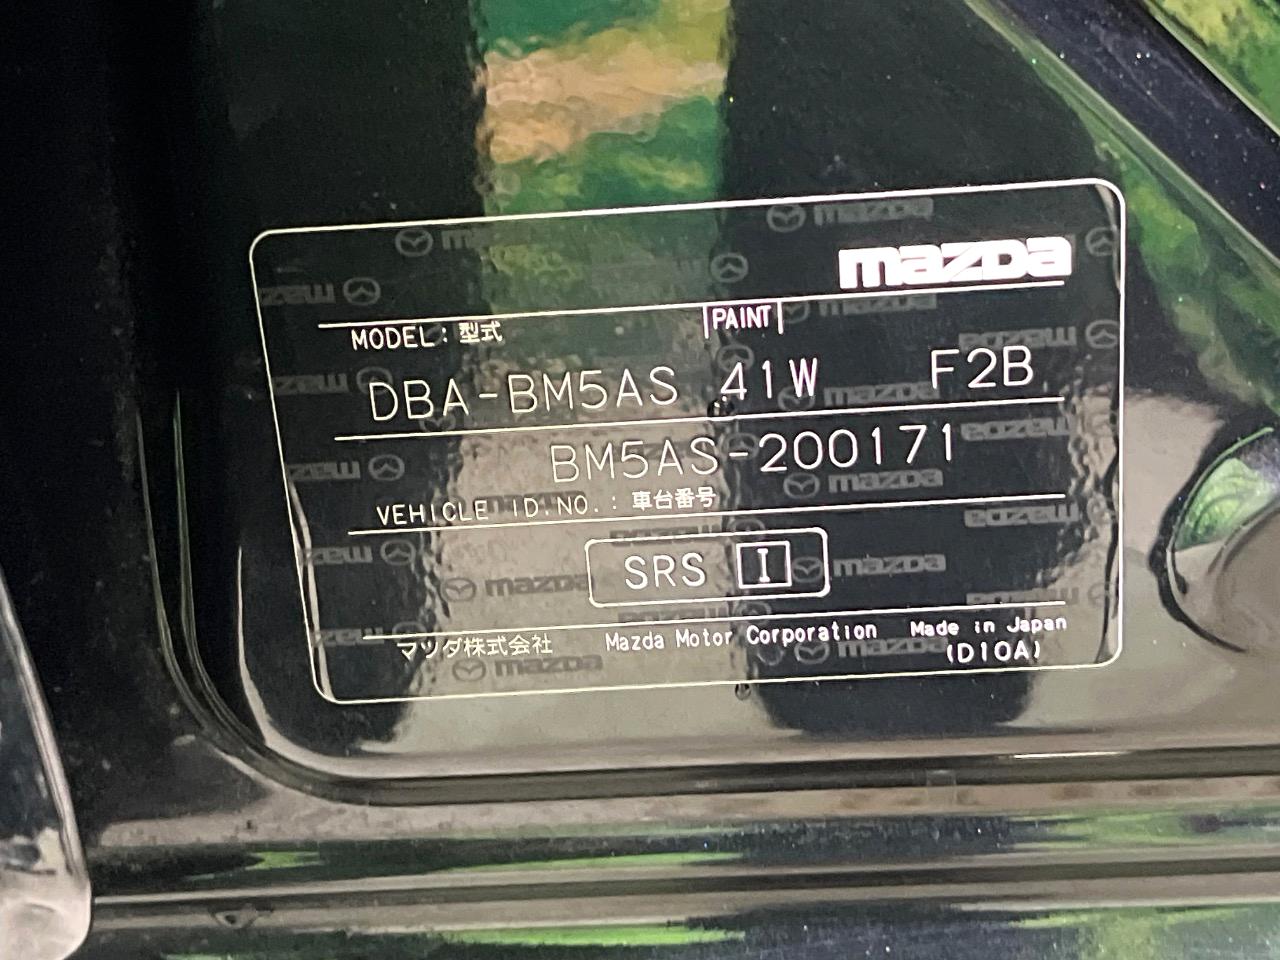 mazda
MODEL: 型式 PAINT
DBA-BM5AS 41W F2B
BM5AS-200171
VEHICLE ID.NO.: 車台番号
SRS I
マツダ株式会社 Mazda Motor Corporation Made in Japan
(D10A)